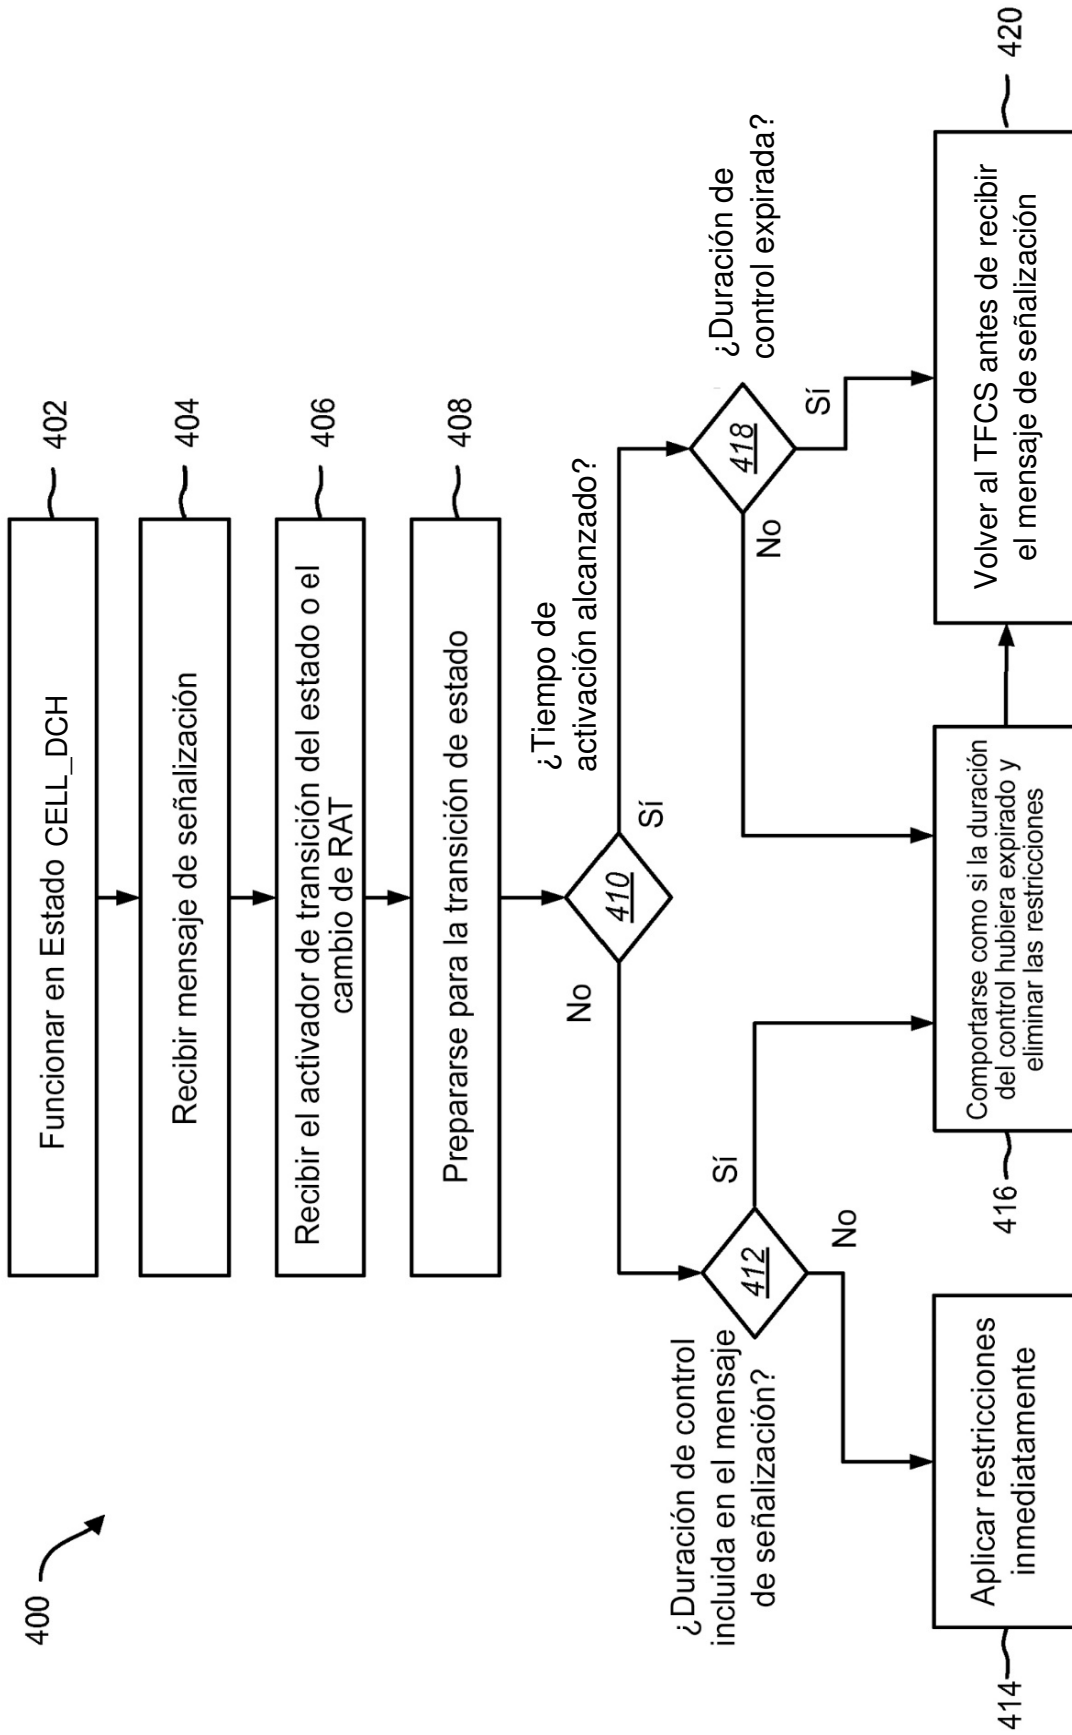 400
Funcionar en Estado CELL_DCH
402
Recibir mensaje de señalización
404
Recibir el activador de transición del estado o el
cambio de RAT
406
Prepararse para la transición de estado
408
¿Tiempo de
activación alcanzado?
410
No
Sí
¿Duración de control
incluida en el mensaje
de señalización?
412
Sí
No
¿Duración de
control expirada?
418
No
Sí
Aplicar restricciones
inmediatamente
414
Comportarse como si la duración
del control hubiera expirado y
eliminar las restricciones
416
Volver al TFCS antes de recibir
el mensaje de señalización
420